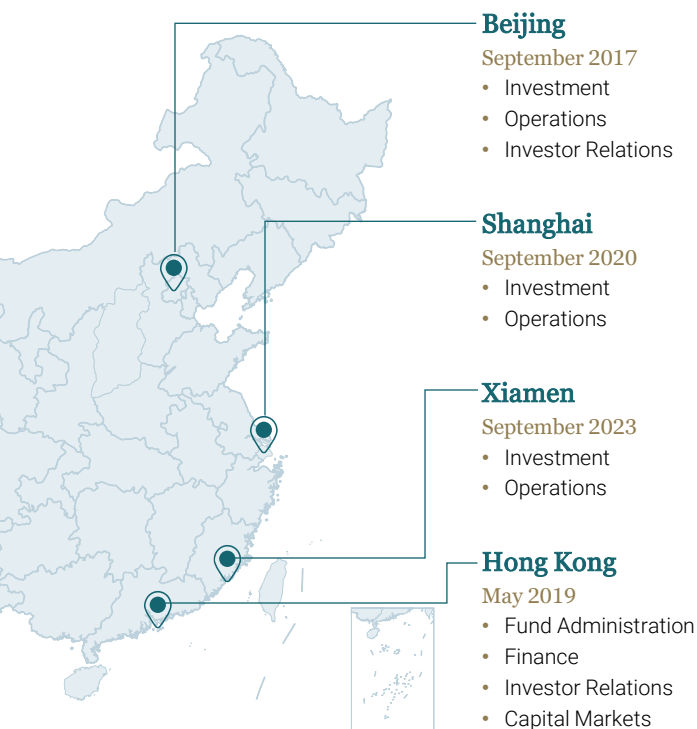 Beijing
September 2017
• Investment
• Operations
• Investor Relations
Shanghai
September 2020
• Investment
• Operations
Xiamen
September 2023
• Investment
• Operations
Hong Kong
May 2019
• Fund Administration
• Finance
• Investor Relations
• Capital Markets